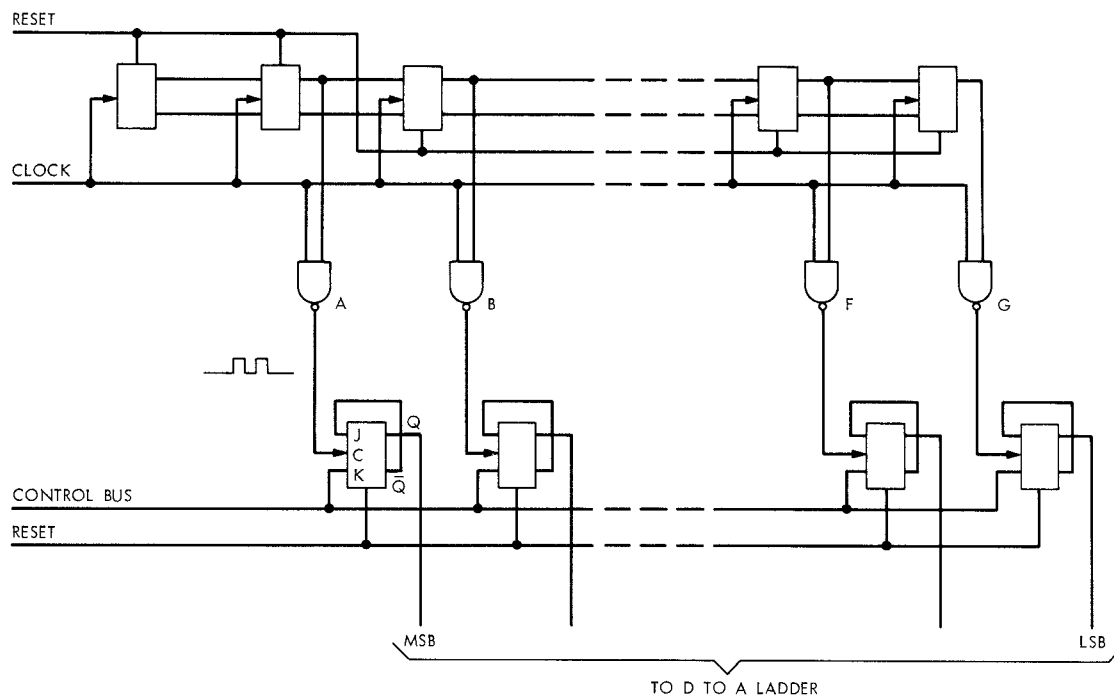 RESET
CLOCK
A
B
F
G
J
Q
C
K
Q̅
CONTROL BUS
RESET
MSB
LSB
TO D TO A LADDER